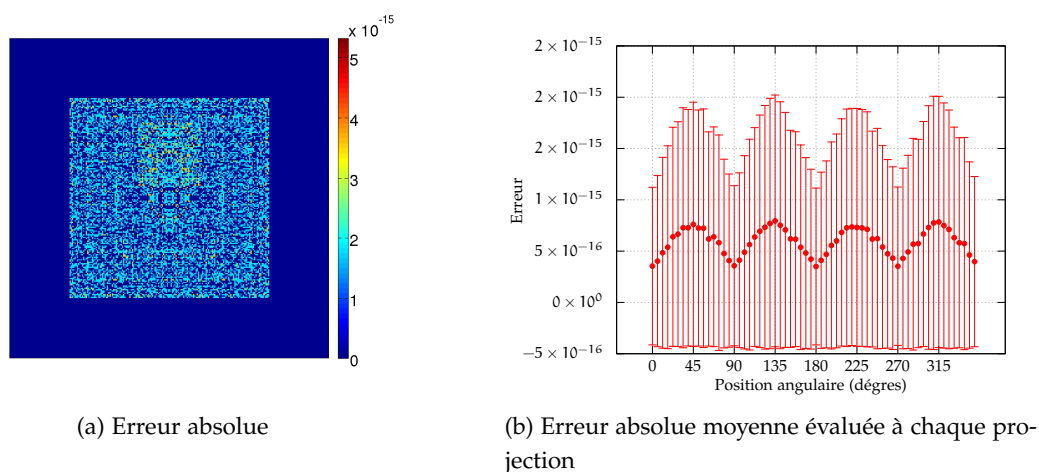 x 10-15
5
4
3
2
1
0
2 × 10−15
2 × 10−15
2 × 10−15
1 × 10−15
5 × 10−16
0 × 100
−5 × 10−16
Erreur
0 45 90 135 180 225 270 315
Position angulaire (dégres)
(a) Erreur absolue
(b) Erreur absolue moyenne évaluée à chaque pro-
jection